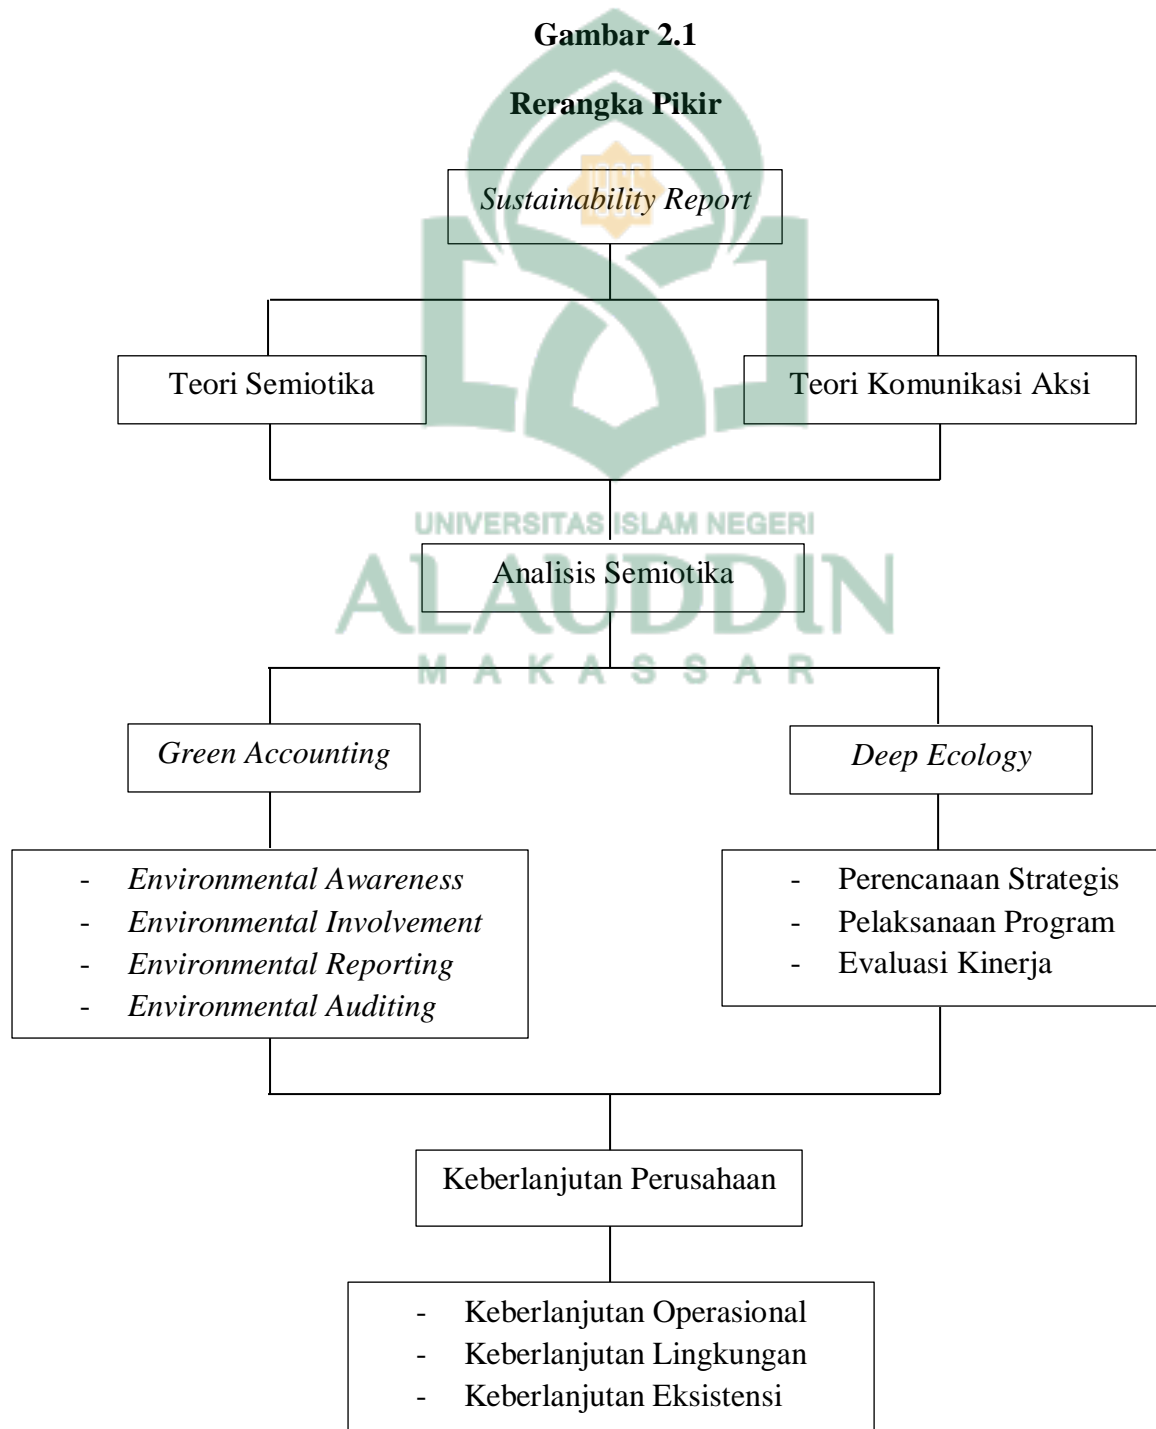 Gambar 2.1
Rerangka Pikir
Sustainability Report
Teori Semiotika
Teori Komunikasi Aksi
UNIVERSITAS ISLAM NEGERI
Analisis Semiotika
ALAUDDIN
MAKASSAR
Green Accounting
Deep Ecology
- Environmental Awareness
- Environmental Involvement
- Environmental Reporting
- Environmental Auditing
- Perencanaan Strategis
- Pelaksanaan Program
- Evaluasi Kinerja
Keberlanjutan Perusahaan
- Keberlanjutan Operasional
- Keberlanjutan Lingkungan
- Keberlanjutan Eksistensi